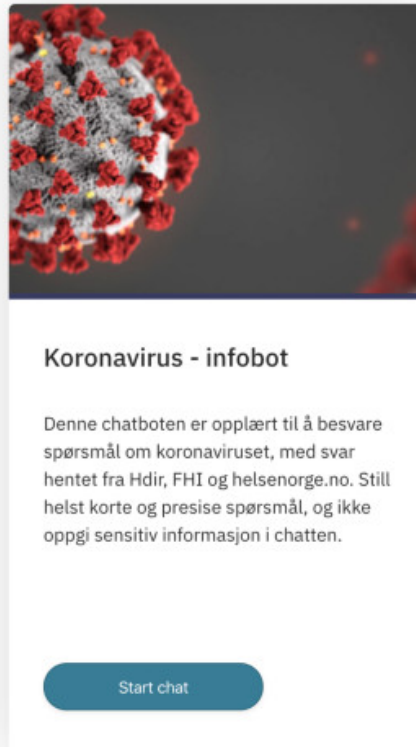 Koronavirus - infobot
Denne chatboten er opplært til å besvare
spørsmål om koronaviruset, med svar
hentet fra Hdir, FHI og helsenorge.no. Still
helst korte og presise spørsmål, og ikke
oppgi sensitiv informasjon i chatten.
Start chat